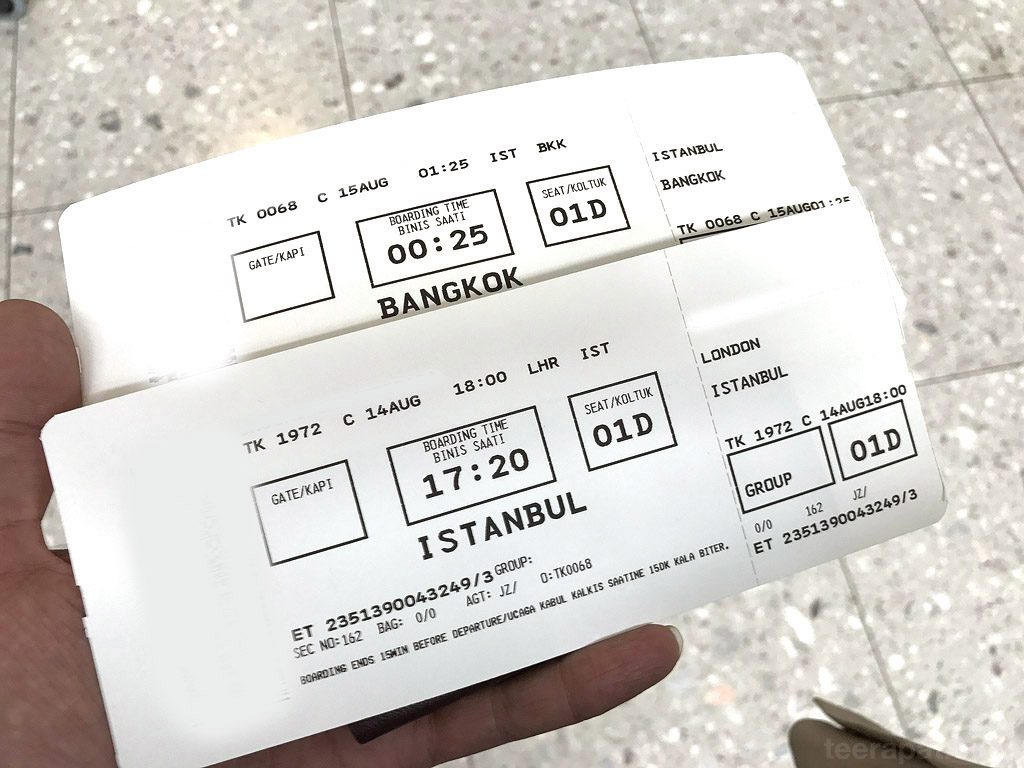 TK 0068 C 15AUG 01:25 IST BKK
GATE/KAPI
BOARDING TIME
BINIS SAATI
00:25
SEAT/KOLTUK
01D
BANGKOK
ISTANBUL
BANGKOK
TK 0068 C 15AUG01:25
TK 1972 C 14AUG 18:00 LHR IST
GATE/KAPI
BOARDING TIME
BINIS SAATI
17:20
SEAT/KOLTUK
01D
ISTANBUL
ET 2351390043249/3 GROUP:
SEC NO:162 BAG: 0/0 AGT: JZ/ O:TK0068
BOARDING ENDS 15MIN BEFORE DEPARTURE/UCAGA KABUL KALKIS SAATINE 15DK KALA BITER.
LONDON
ISTANBUL
TK 1972 C 14AUG18:00
GROUP
01D
0/0 162 JZ/
ET 2351390043249/3